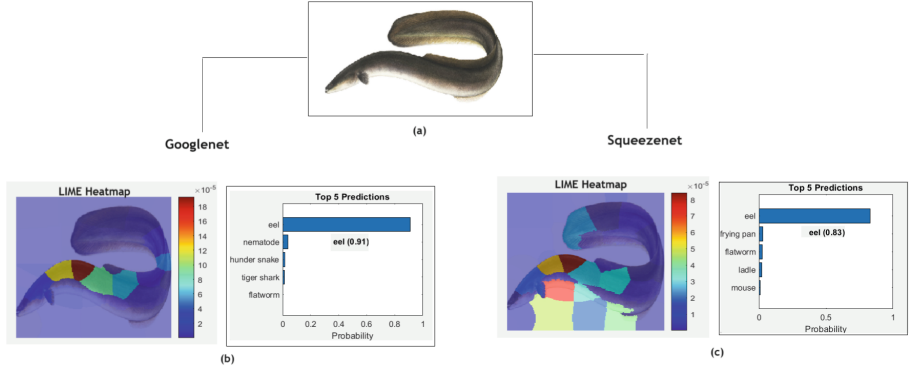 (a)
Googlenet
Squeezenet
LIME Heatmap
×10⁻⁵
18
16
14
12
10
8
6
4
2
Top 5 Predictions
eel
nematode
hunder snake
tiger shark
flatworm
eel (0.91)
0 0.2 0.4 0.6 0.8 1
Probability
(b)
LIME Heatmap
×10⁻⁵
8
7
6
5
4
3
2
1
Top 5 Predictions
eel
frying pan
flatworm
ladle
mouse
eel (0.83)
0 0.5 1
Probability
(c)